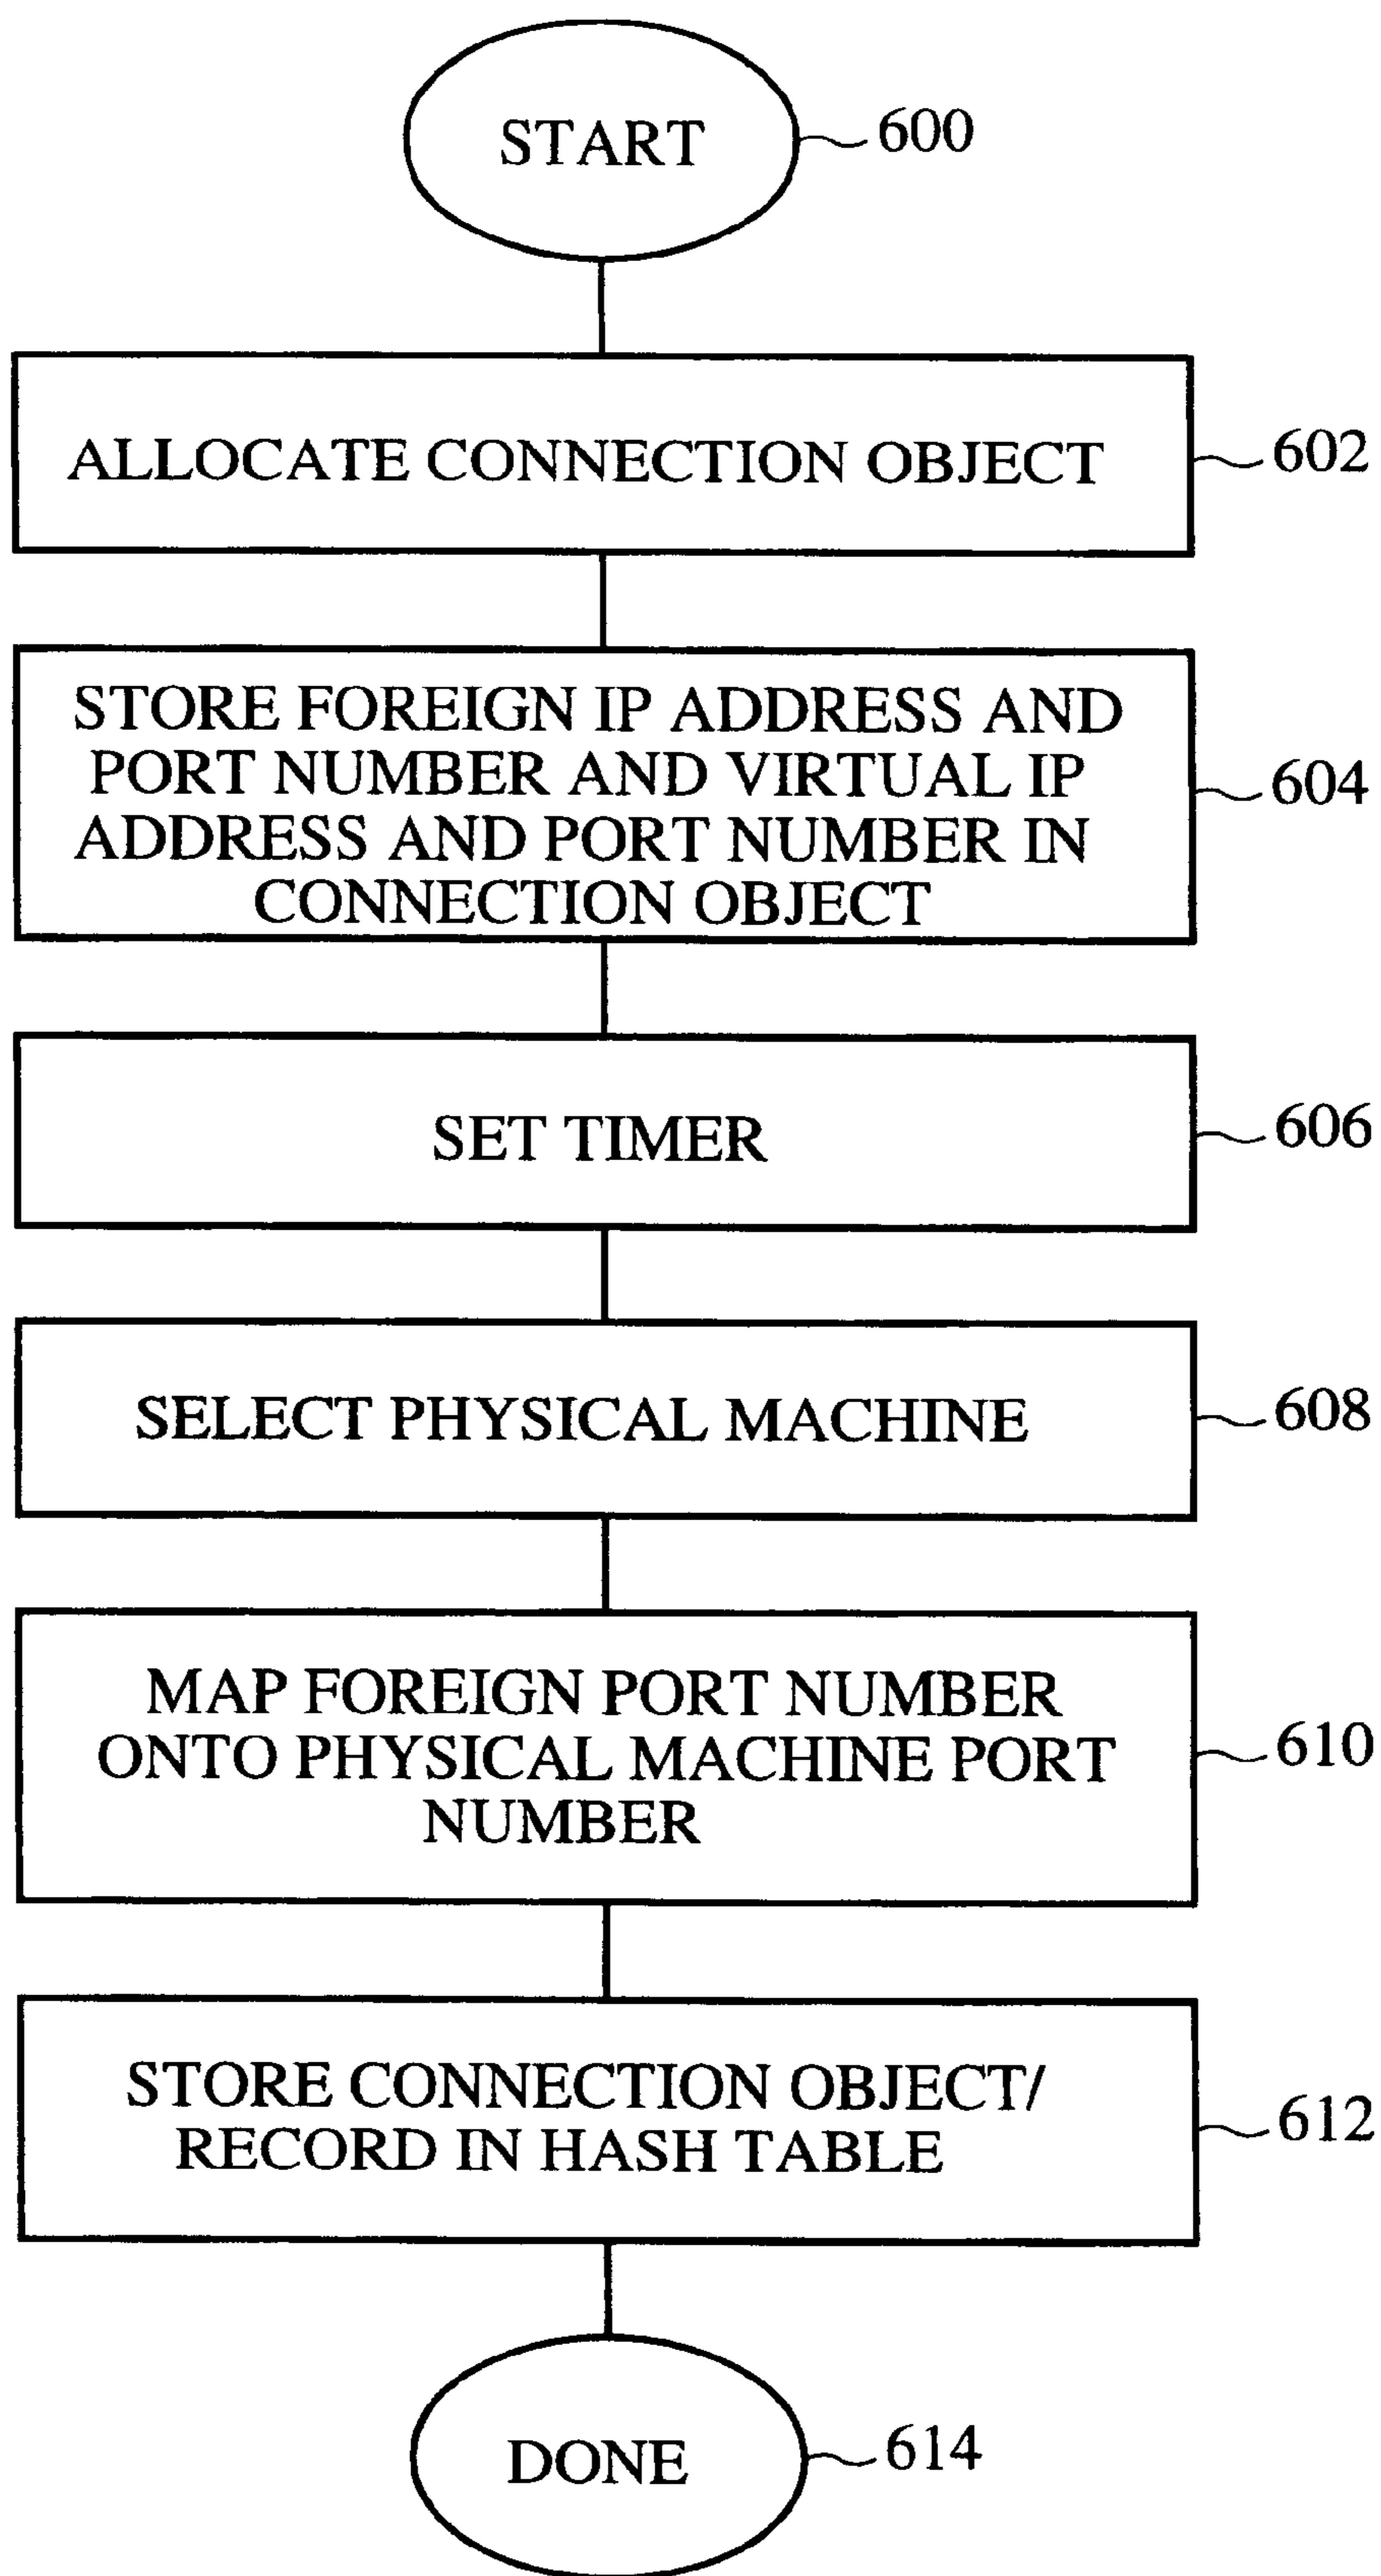 START
600
ALLOCATE CONNECTION OBJECT
602
STORE FOREIGN IP ADDRESS AND
PORT NUMBER AND VIRTUAL IP
ADDRESS AND PORT NUMBER IN
CONNECTION OBJECT
604
SET TIMER
606
SELECT PHYSICAL MACHINE
608
MAP FOREIGN PORT NUMBER
ONTO PHYSICAL MACHINE PORT
NUMBER
610
STORE CONNECTION OBJECT/
RECORD IN HASH TABLE
612
DONE
614